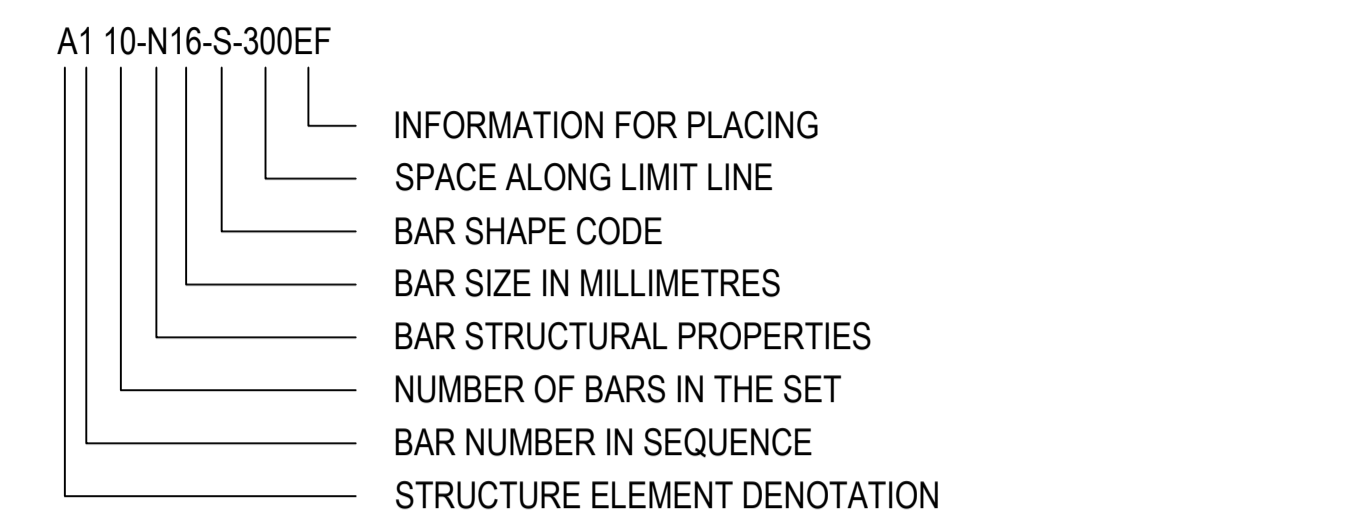 A1 10-N16-S-300EF
INFORMATION FOR PLACING
SPACE ALONG LIMIT LINE
BAR SHAPE CODE
BAR SIZE IN MILLIMETRES
BAR STRUCTURAL PROPERTIES
NUMBER OF BARS IN THE SET
BAR NUMBER IN SEQUENCE
STRUCTURE ELEMENT DENOTATION